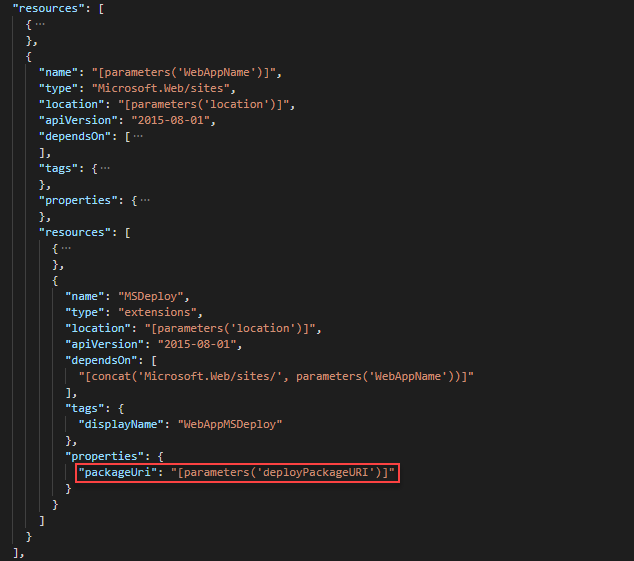 "resources": [
{ ⋯
},
{
"name": "[parameters('WebAppName')]",
"type": "Microsoft.Web/sites",
"location": "[parameters('location')]",
"apiVersion": "2015-08-01",
"dependsOn": [ ⋯
],
"tags": { ⋯
},
"properties": { ⋯
},
"resources": [
{ ⋯
},
{
"name": "MSDeploy",
"type": "extensions",
"location": "[parameters('location')]",
"apiVersion": "2015-08-01",
"dependsOn": [
"[concat('Microsoft.Web/sites/', parameters('WebAppName'))]"
],
"tags": {
"displayName": "WebAppMSDeploy"
},
"properties": {
"packageUri": "[parameters('deployPackageURI')]"
}
}
]
}
],